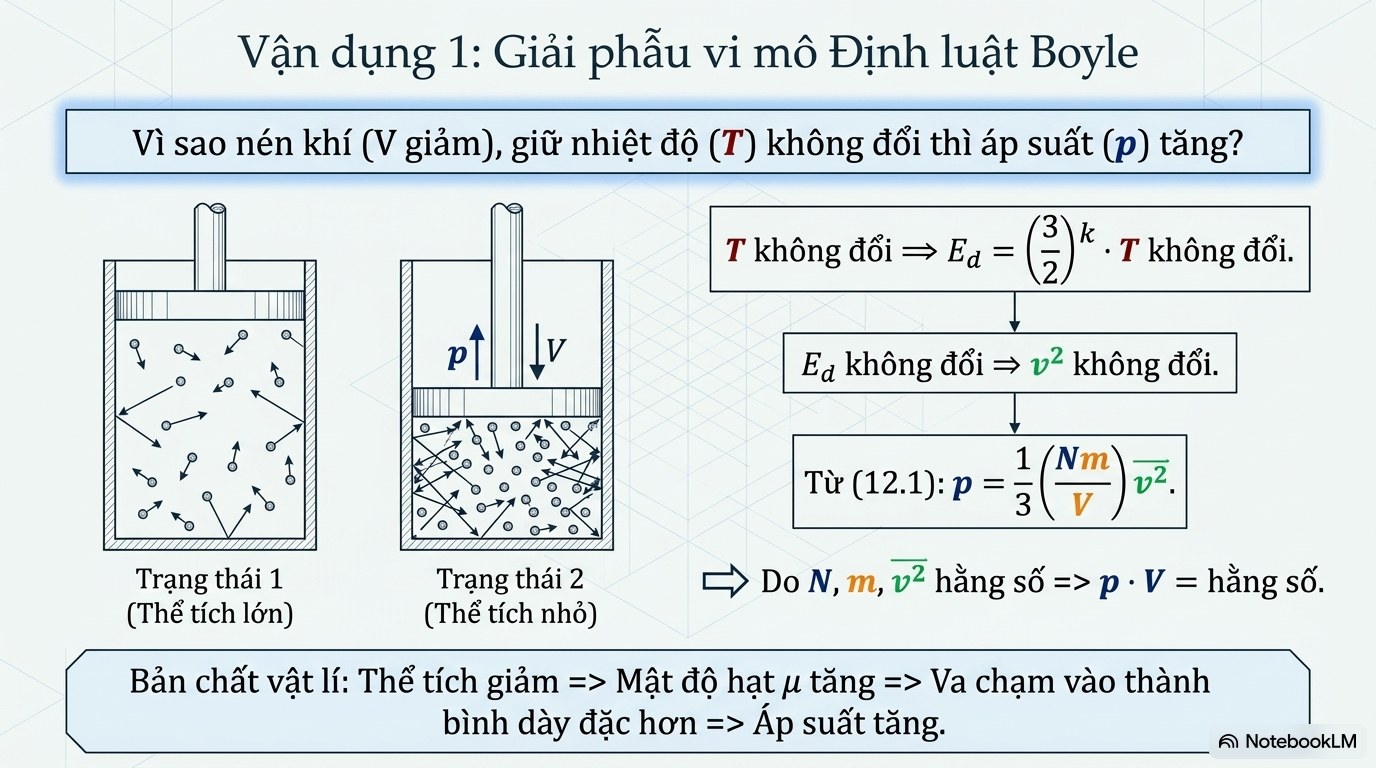 Vận dụng 1: Giải phẫu vi mô Định luật Boyle
Vì sao nén khí (V giảm), giữ nhiệt độ (T) không đổi thì áp suất (p) tăng?
p
V
Trạng thái 1
(Thể tích lớn)
Trạng thái 2
(Thể tích nhỏ)
T không đổi ⟹ E_d = (3/2)^k · T không đổi.
E_d không đổi ⇒ v² không đổi.
Từ (12.1): p = 1/3 (Nm/V) v̅²̅.
⇨ Do N, m, v̅²̅ hằng số => p · V = hằng số.
Bản chất vật lí: Thể tích giảm => Mật độ hạt μ tăng => Va chạm vào thành
bình dày đặc hơn => Áp suất tăng.
NotebookLM